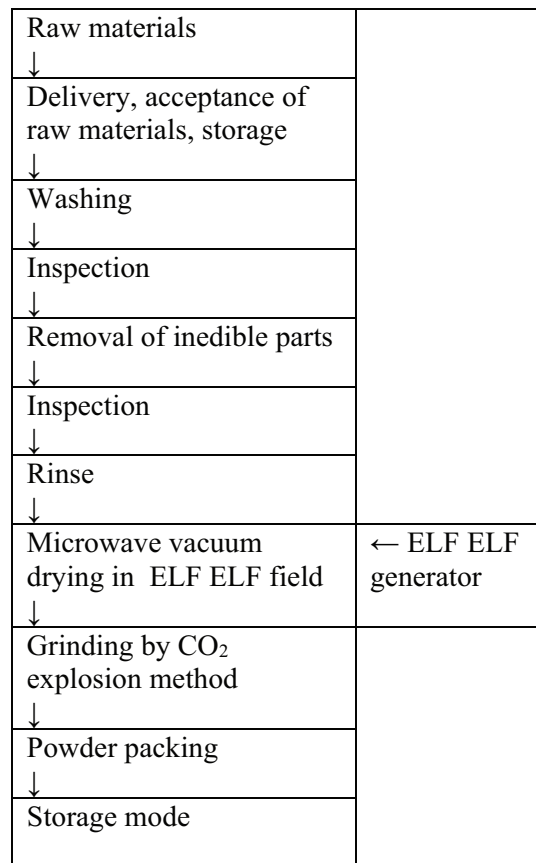 Raw materials
↓
Delivery, acceptance of
raw materials, storage
↓
Washing
↓
Inspection
↓
Removal of inedible parts
↓
Inspection
↓
Rinse
↓
Microwave vacuum
drying in ELF ELF field
↓
← ELF ELF
generator
Grinding by CO₂
explosion method
↓
Powder packing
↓
Storage mode